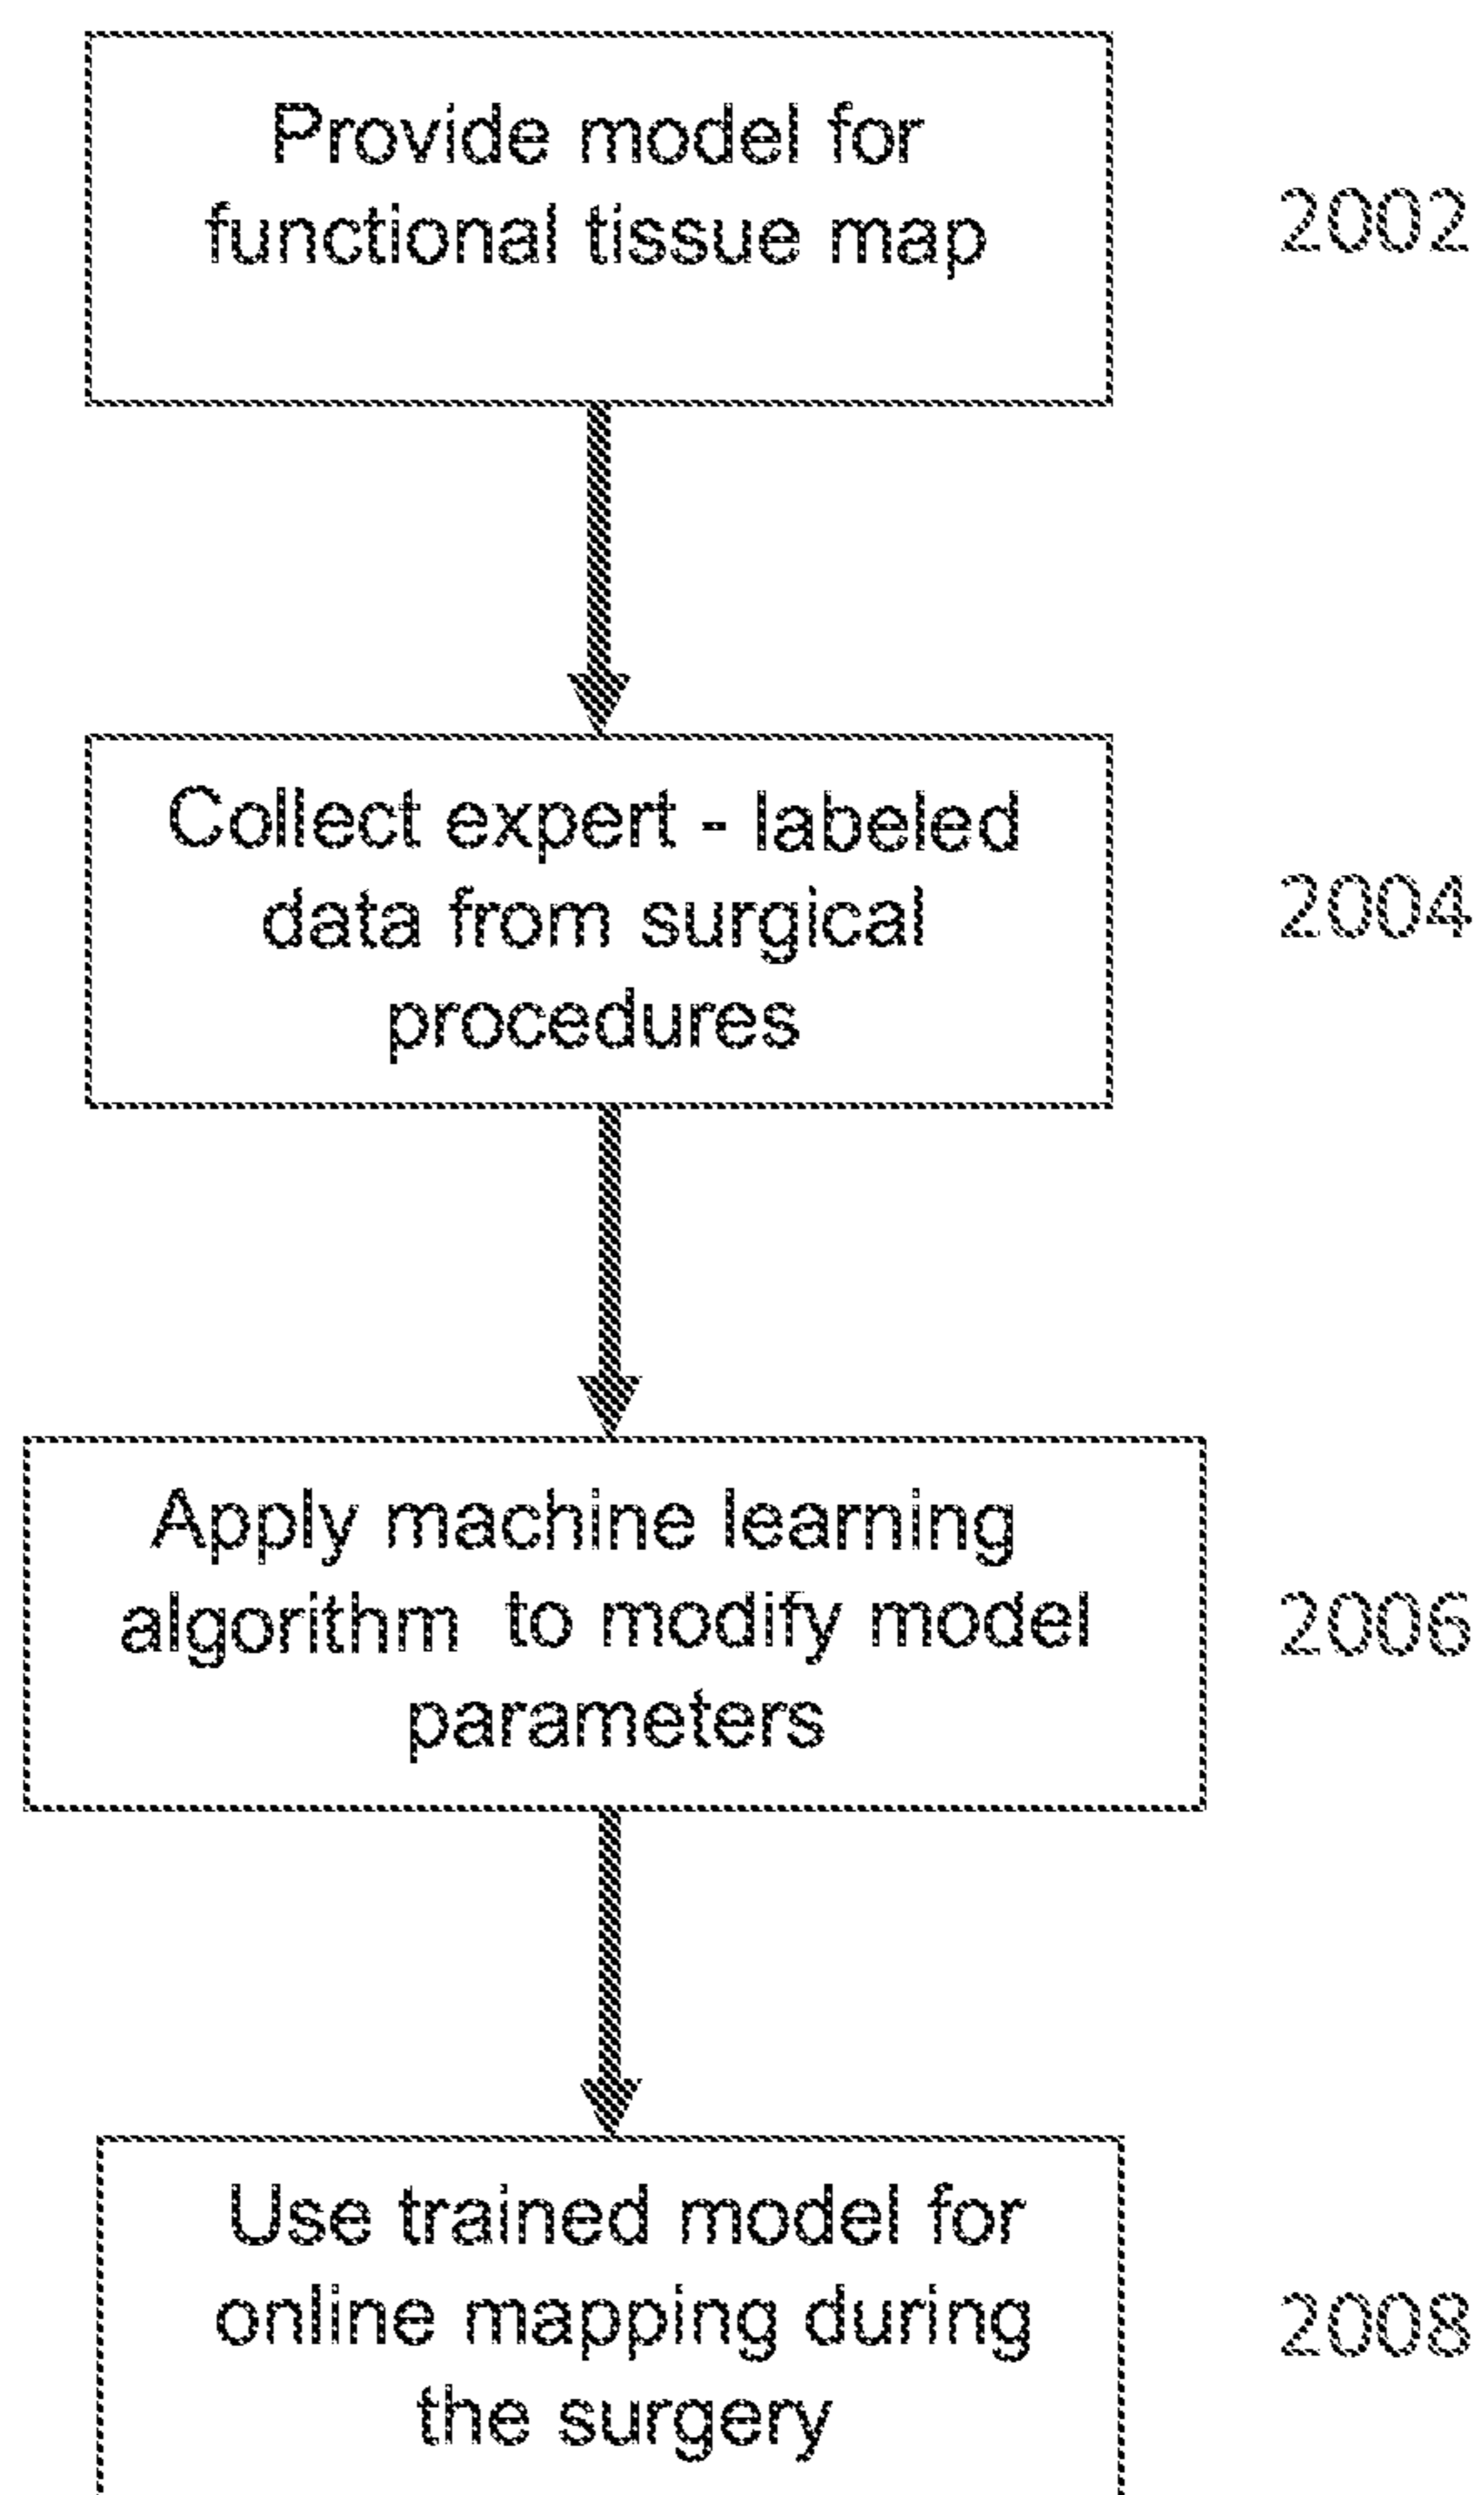 Provide model for
functional tissue map
2002
Collect expert - labeled
data from surgical
procedures
2004
Apply machine learning
algorithm to modify model
parameters
2006
Use trained model for
online mapping during
the surgery
2008